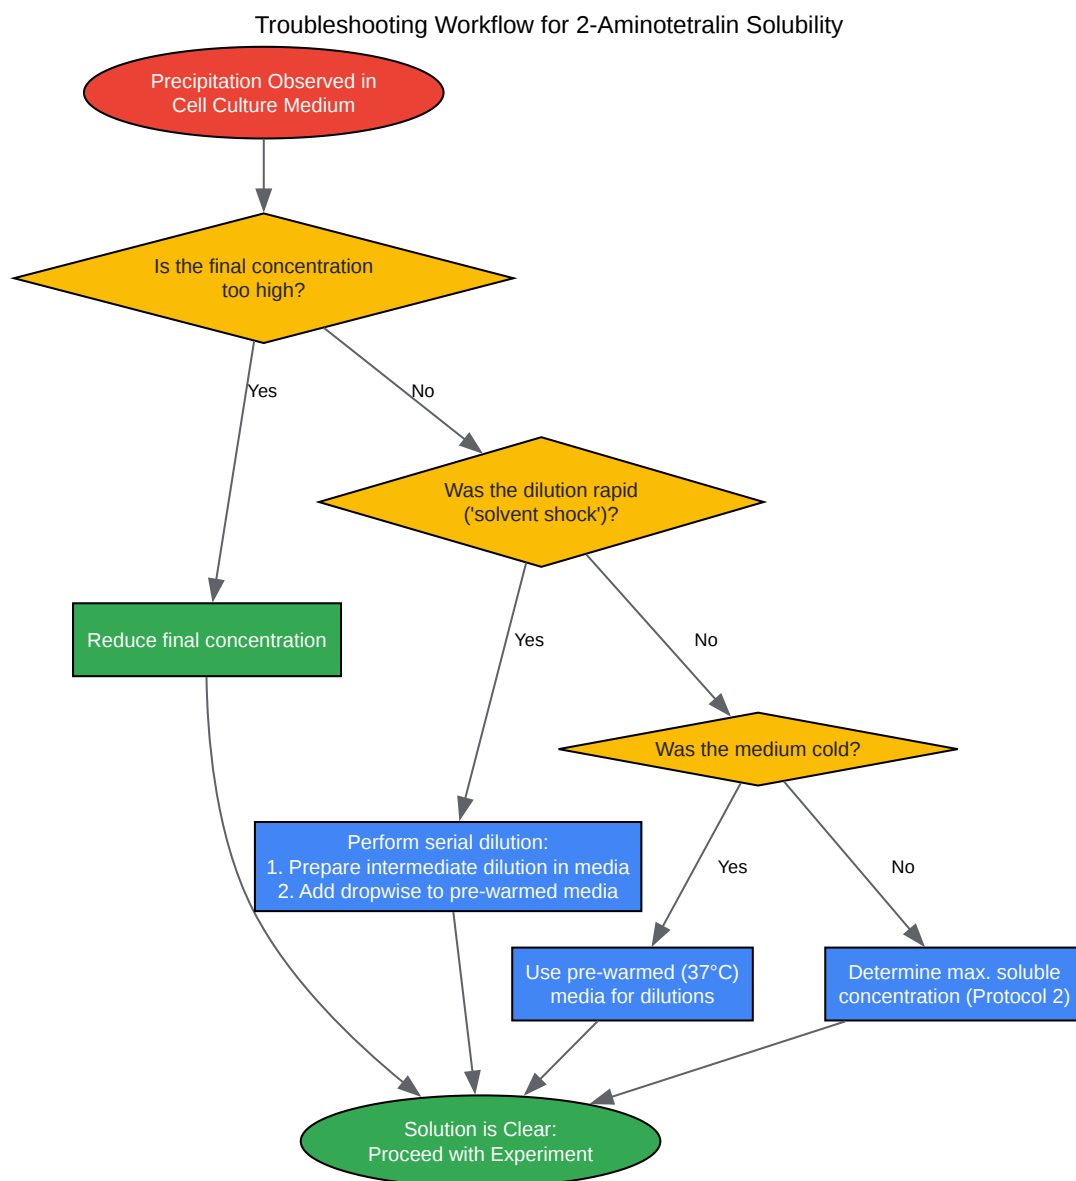 Troubleshooting Workflow for 2-Aminotetralin Solubility
Precipitation Observed in
Cell Culture Medium
Is the final concentration
too high?
Yes
No
Was the dilution rapid
('solvent shock')?
Reduce final concentration
Yes
No
Was the medium cold?
Perform serial dilution:
1. Prepare intermediate dilution in media
2. Add dropwise to pre-warmed media
Yes
No
Use pre-warmed (37°C)
media for dilutions
Determine max. soluble
concentration (Protocol 2)
Solution is Clear:
Proceed with Experiment